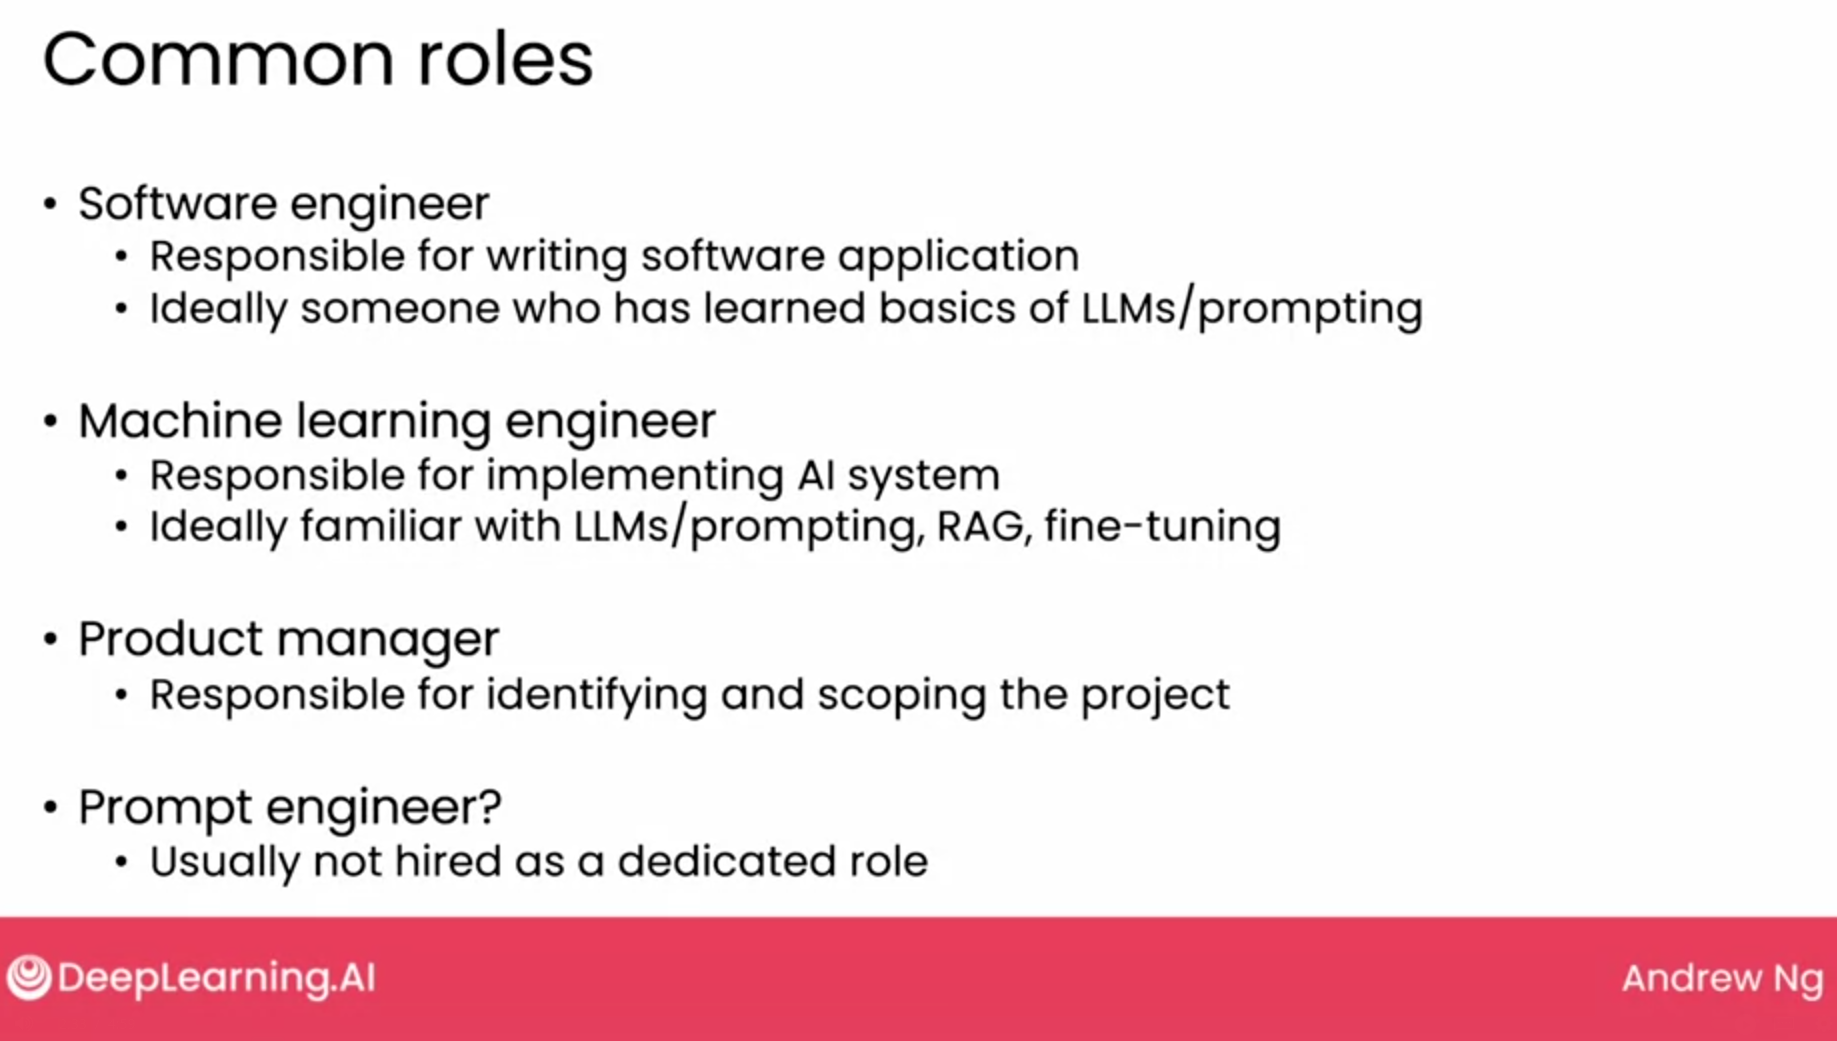 Common roles
• Software engineer
• Responsible for writing software application
• Ideally someone who has learned basics of LLMs/prompting
• Machine learning engineer
• Responsible for implementing AI system
• Ideally familiar with LLMs/prompting, RAG, fine-tuning
• Product manager
• Responsible for identifying and scoping the project
• Prompt engineer?
• Usually not hired as a dedicated role
DeepLearning.AI
Andrew Ng